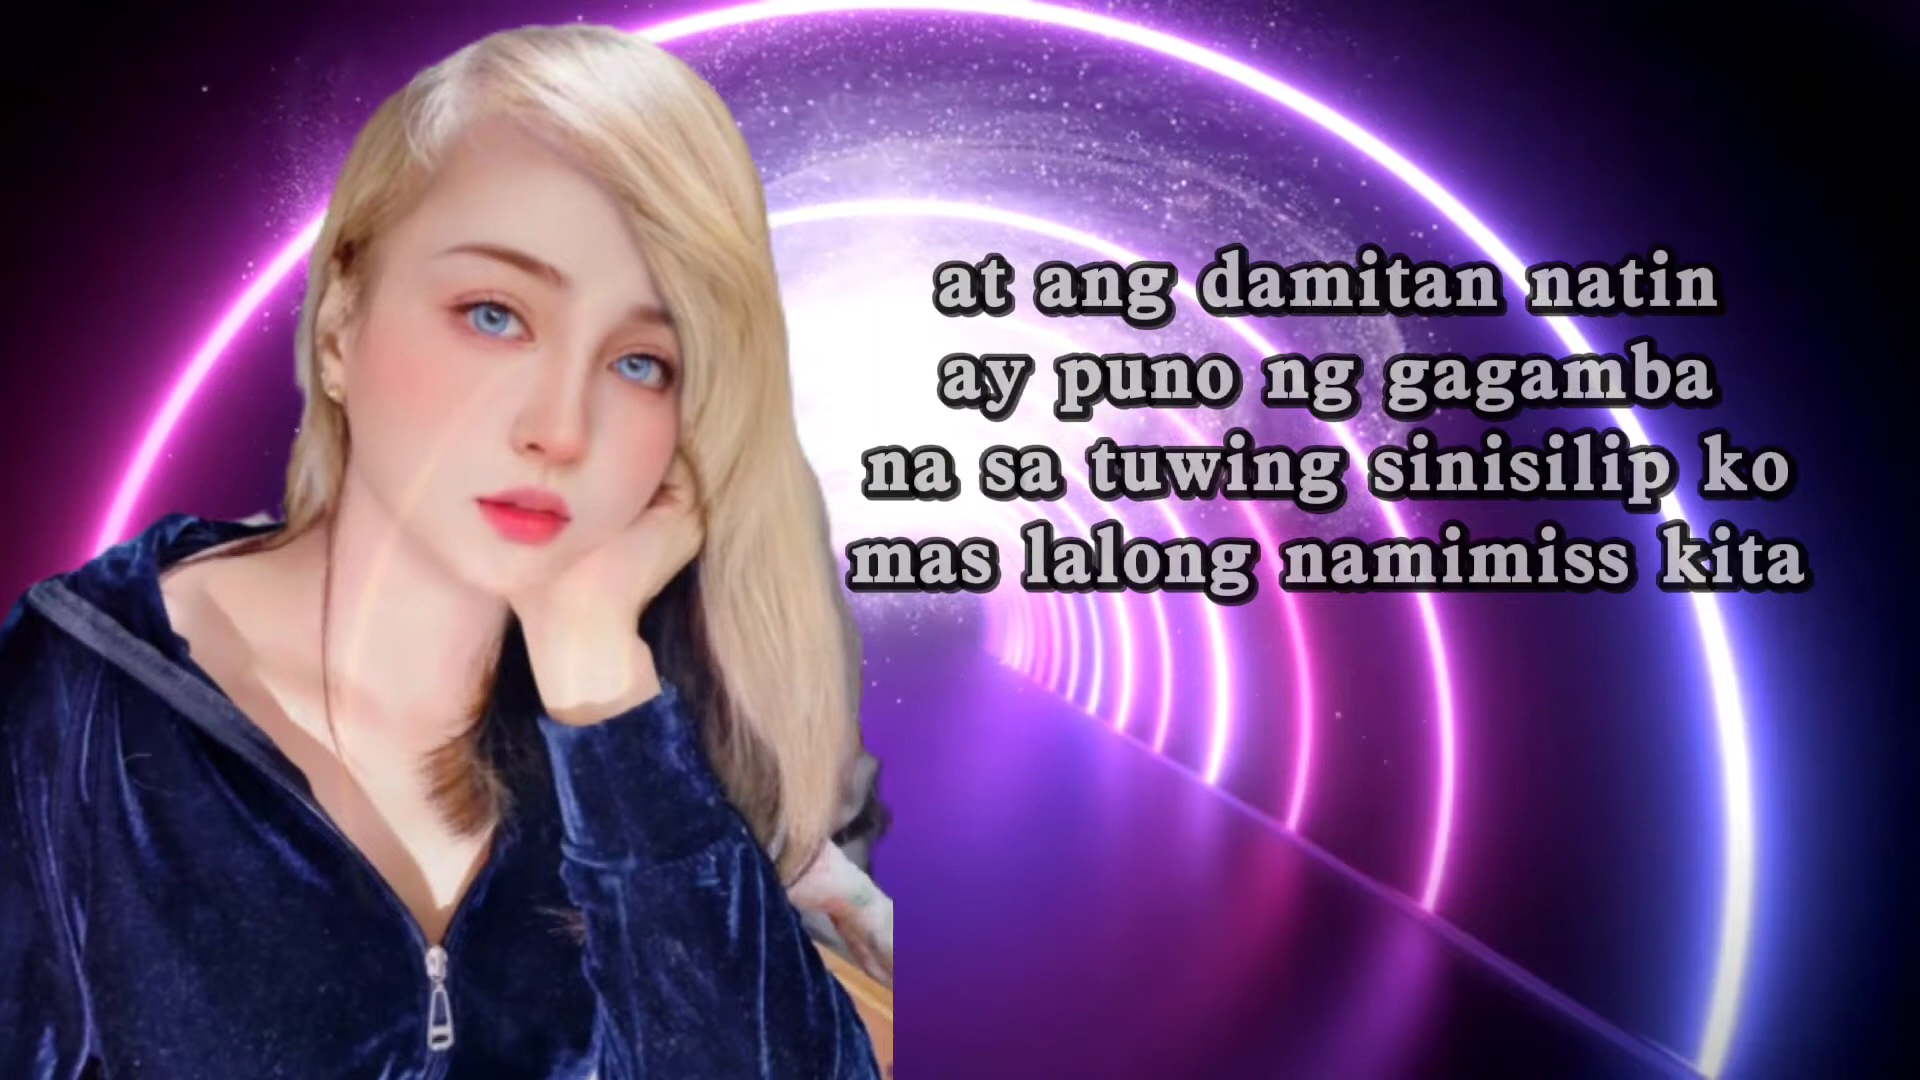 at ang damitan natin
ay puno ng gagamba
na sa tuwing sinisilip ko
mas lalong namimiss kita